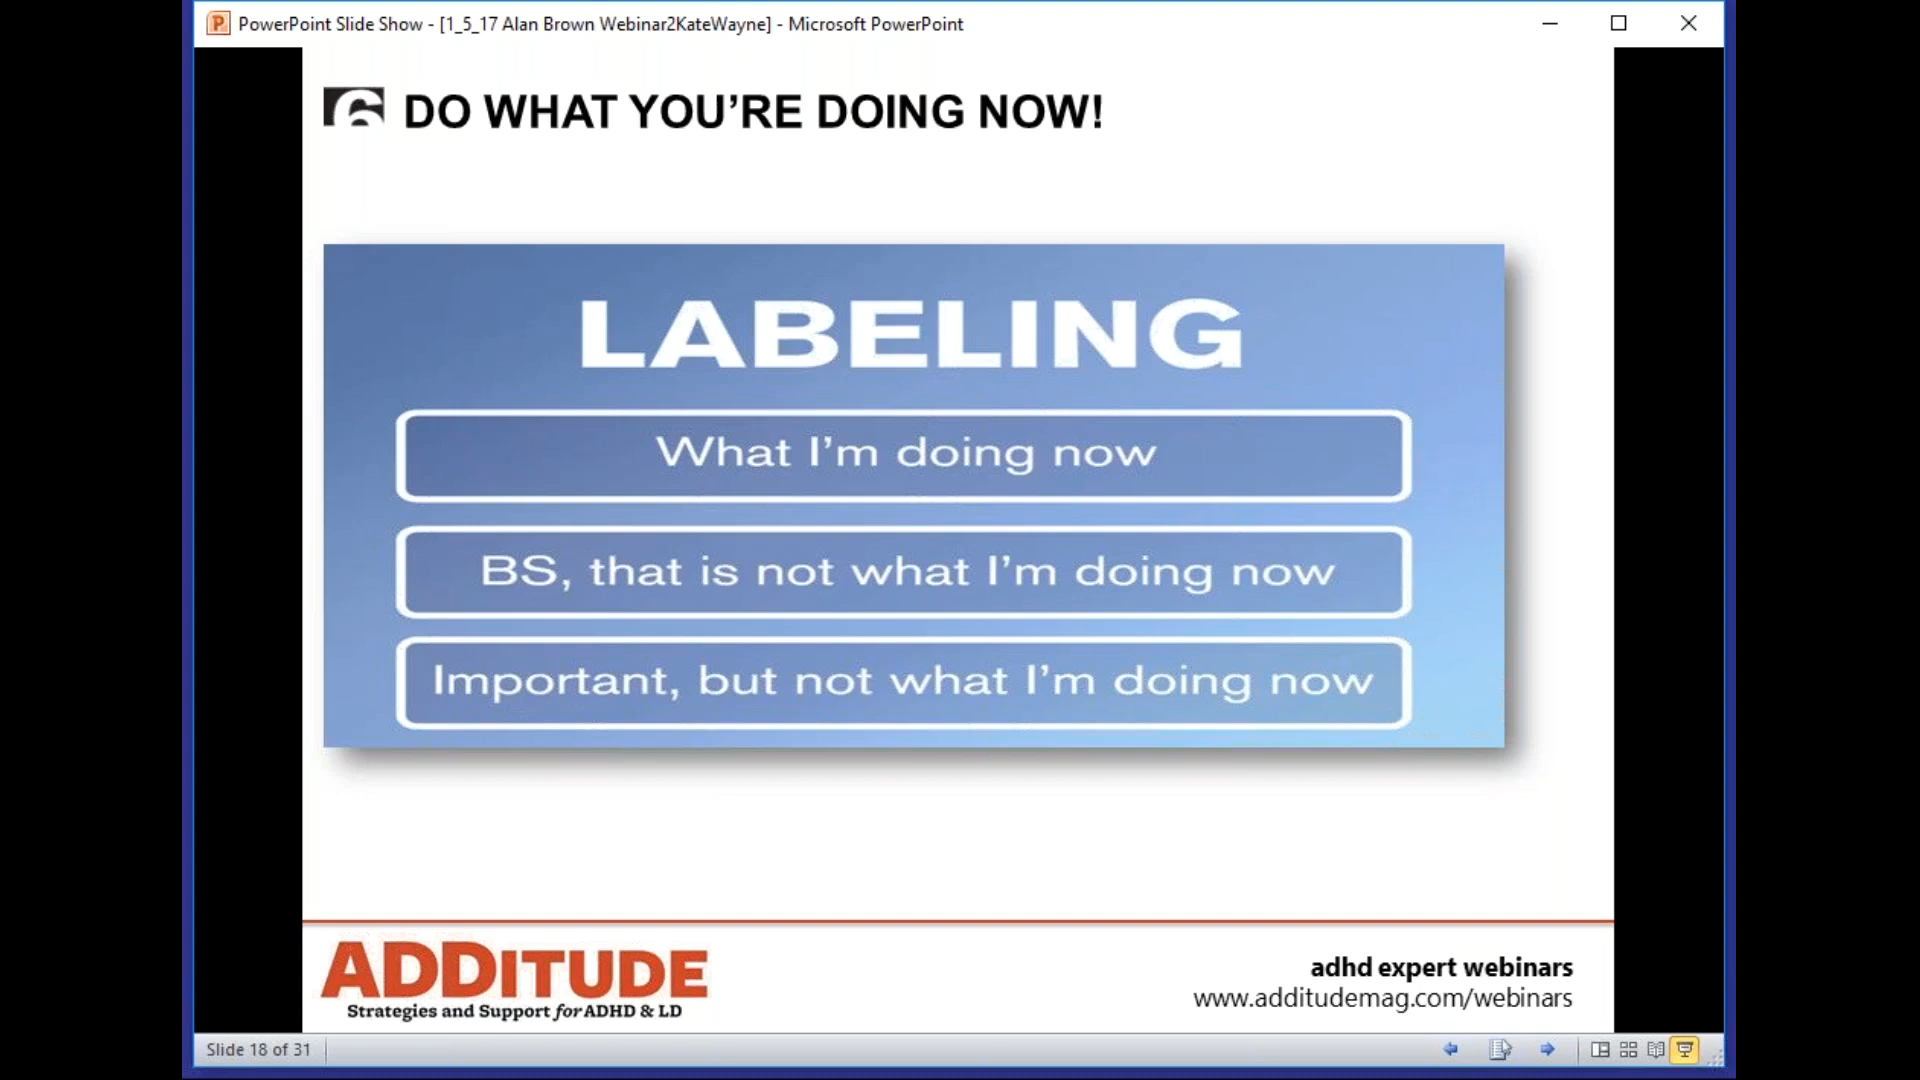 PowerPoint Slide Show - [1_5_17 Alan Brown Webinar2KateWayne] - Microsoft PowerPoint
6 DO WHAT YOU’RE DOING NOW!
LABELING
What I’m doing now
BS, that is not what I’m doing now
Important, but not what I’m doing now
ADDITUDE
Strategies and Support for ADHD & LD
adhd expert webinars
www.additudemag.com/webinars
Slide 18 of 31